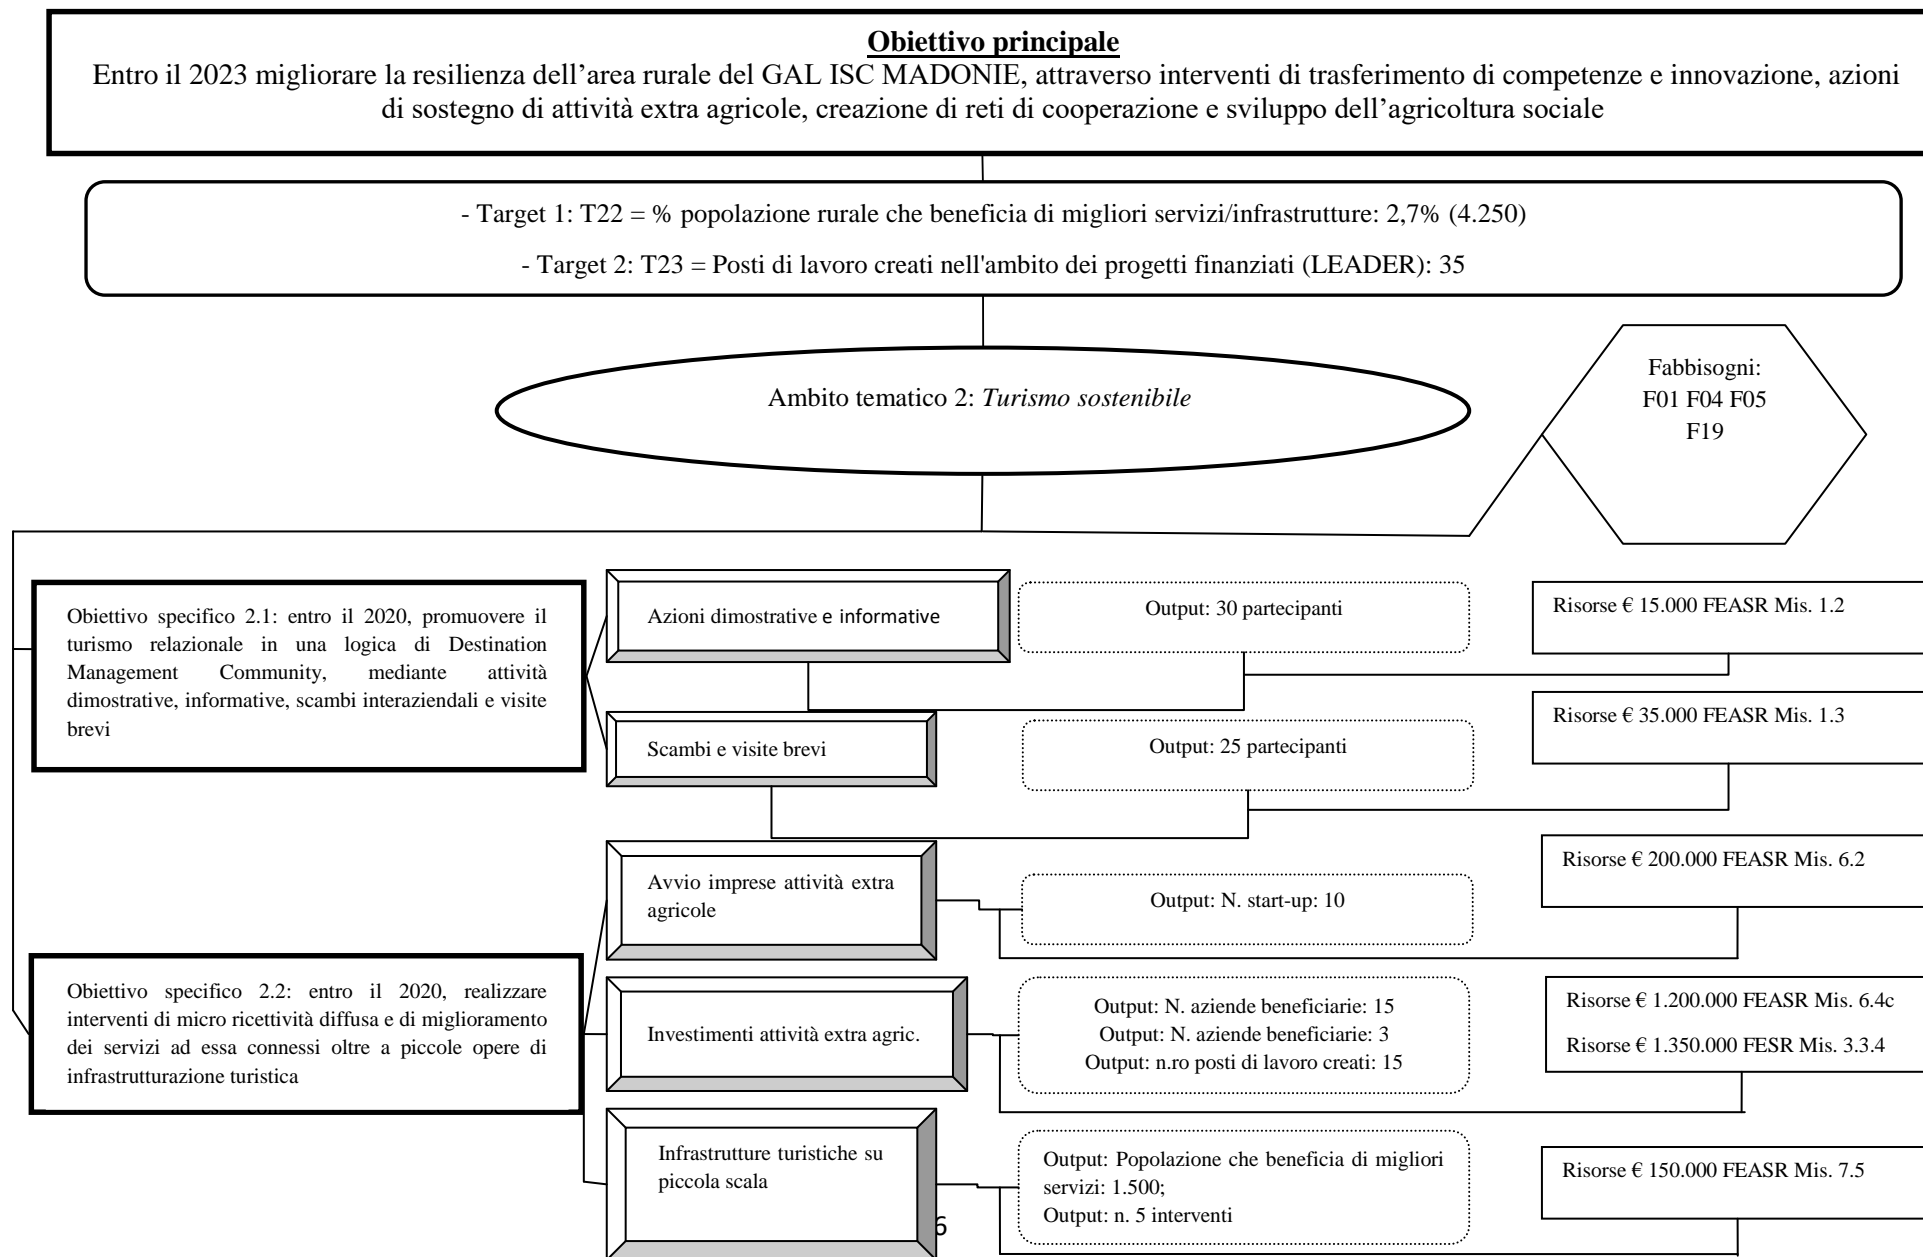 Obiettivo principale
Entro il 2023 migliorare la resilienza dell’area rurale del GAL ISC MADONIE, attraverso interventi di trasferimento di competenze e innovazione, azioni
di sostegno di attività extra agricole, creazione di reti di cooperazione e sviluppo dell’agricoltura sociale
- Target 1: T22 = % popolazione rurale che beneficia di migliori servizi/infrastrutture: 2,7% (4.250)
- Target 2: T23 = Posti di lavoro creati nell'ambito dei progetti finanziati (LEADER): 35
Ambito tematico 2: Turismo sostenibile
Fabbisogni:
F01 F04 F05
F19
Obiettivo specifico 2.1: entro il 2020, promuovere il
turismo relazionale in una logica di Destination
Management Community, mediante attività
dimostrative, informative, scambi interaziendali e visite
brevi
Azioni dimostrative e informative
Output: 30 partecipanti
Risorse € 15.000 FEASR Mis. 1.2
Scambi e visite brevi
Output: 25 partecipanti
Risorse € 35.000 FEASR Mis. 1.3
Avvio imprese attività extra
agricole
Output: N. start-up: 10
Risorse € 200.000 FEASR Mis. 6.2
Obiettivo specifico 2.2: entro il 2020, realizzare
interventi di micro ricettività diffusa e di miglioramento
dei servizi ad essa connessi oltre a piccole opere di
infrastrutturazione turistica
Investimenti attività extra agric.
Output: N. aziende beneficiarie: 15
Output: N. aziende beneficiarie: 3
Output: n.ro posti di lavoro creati: 15
Risorse € 1.200.000 FEASR Mis. 6.4c
Risorse € 1.350.000 FESR Mis. 3.3.4
Infrastrutture turistiche su
piccola scala
Output: Popolazione che beneficia di migliori
servizi: 1.500;
Output: n. 5 interventi
Risorse € 150.000 FEASR Mis. 7.5
6